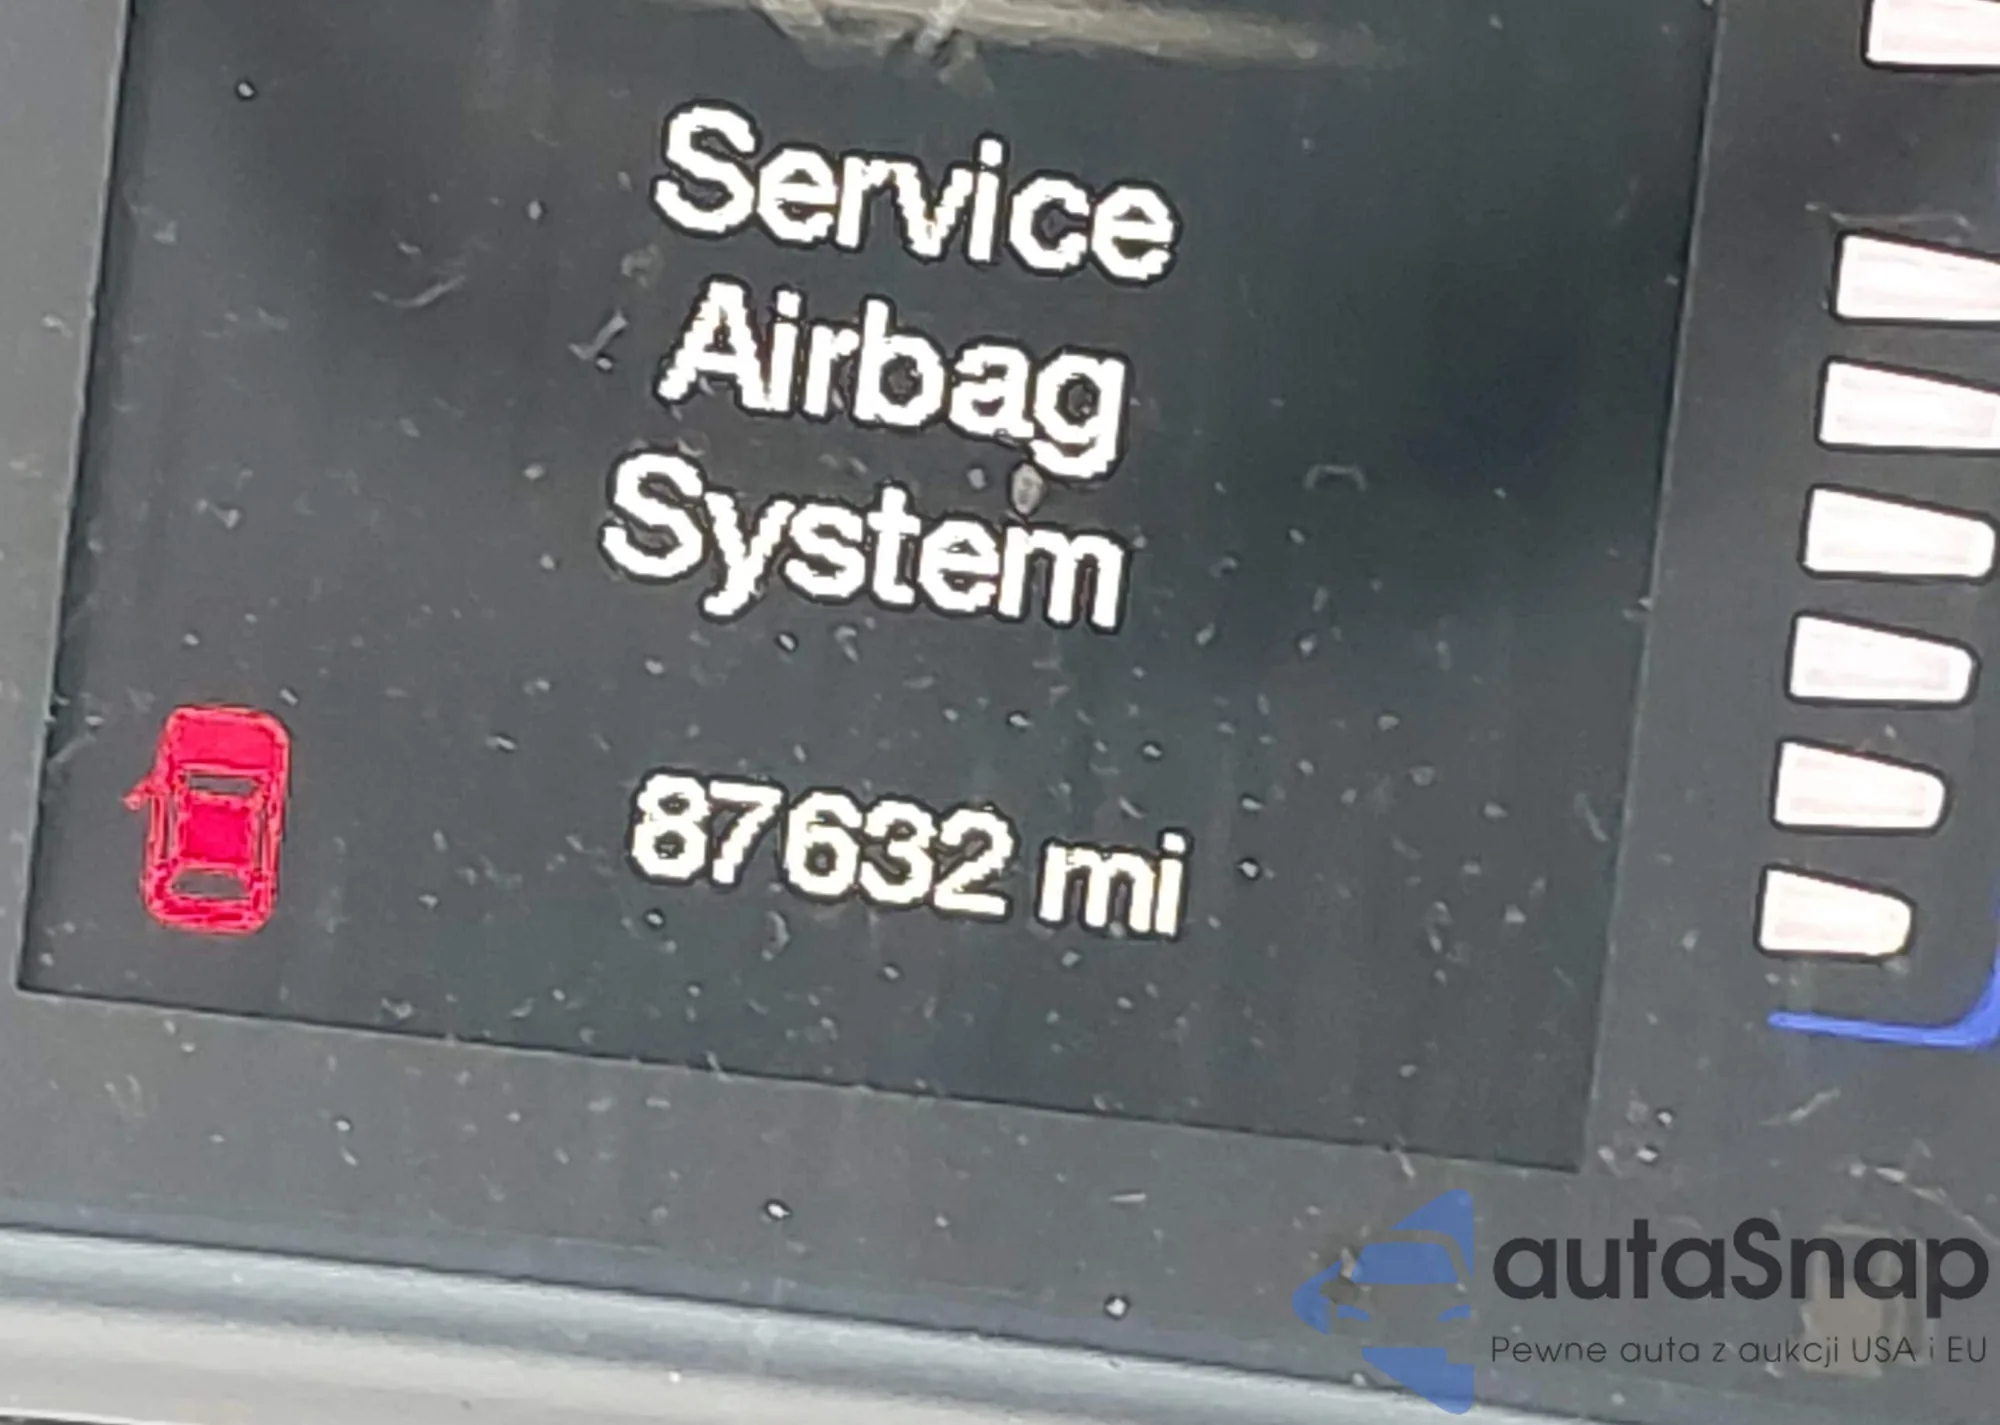 Service
Airbag
System
87632 mi
autaSnap
Pewne auta z aukcji USA i EU